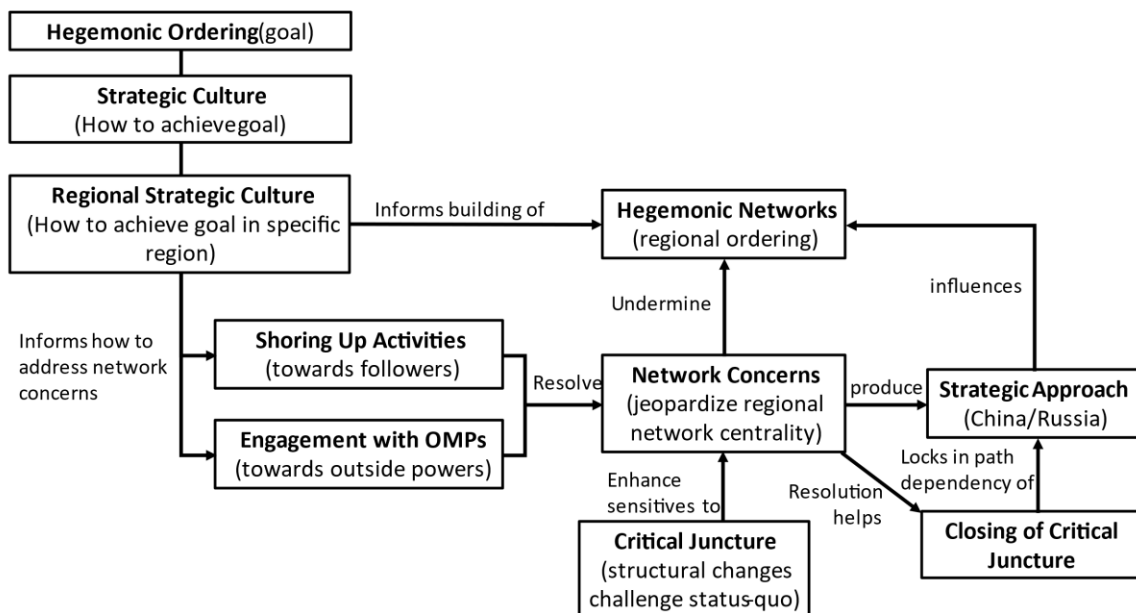 Hegemonic Ordering(goal)
Strategic Culture
(How to achievegoal)
Regional Strategic Culture
(How to achieve goal in specific
region)
Informs building of
Hegemonic Networks
(regional ordering)
Informs how to
address network
concerns
Shoring Up Activities
(towards followers)
Engagement with OMPs
(towards outside powers)
Resolve
Undermine
influences
Network Concerns
(jeopardize regional
network centrality)
produce
Strategic Approach
(China/Russia)
Enhance
sensitives to
Resolution
helps
Locks in path
dependency of
Critical Juncture
(structural changes
challenge status-quo)
Closing of Critical
Juncture